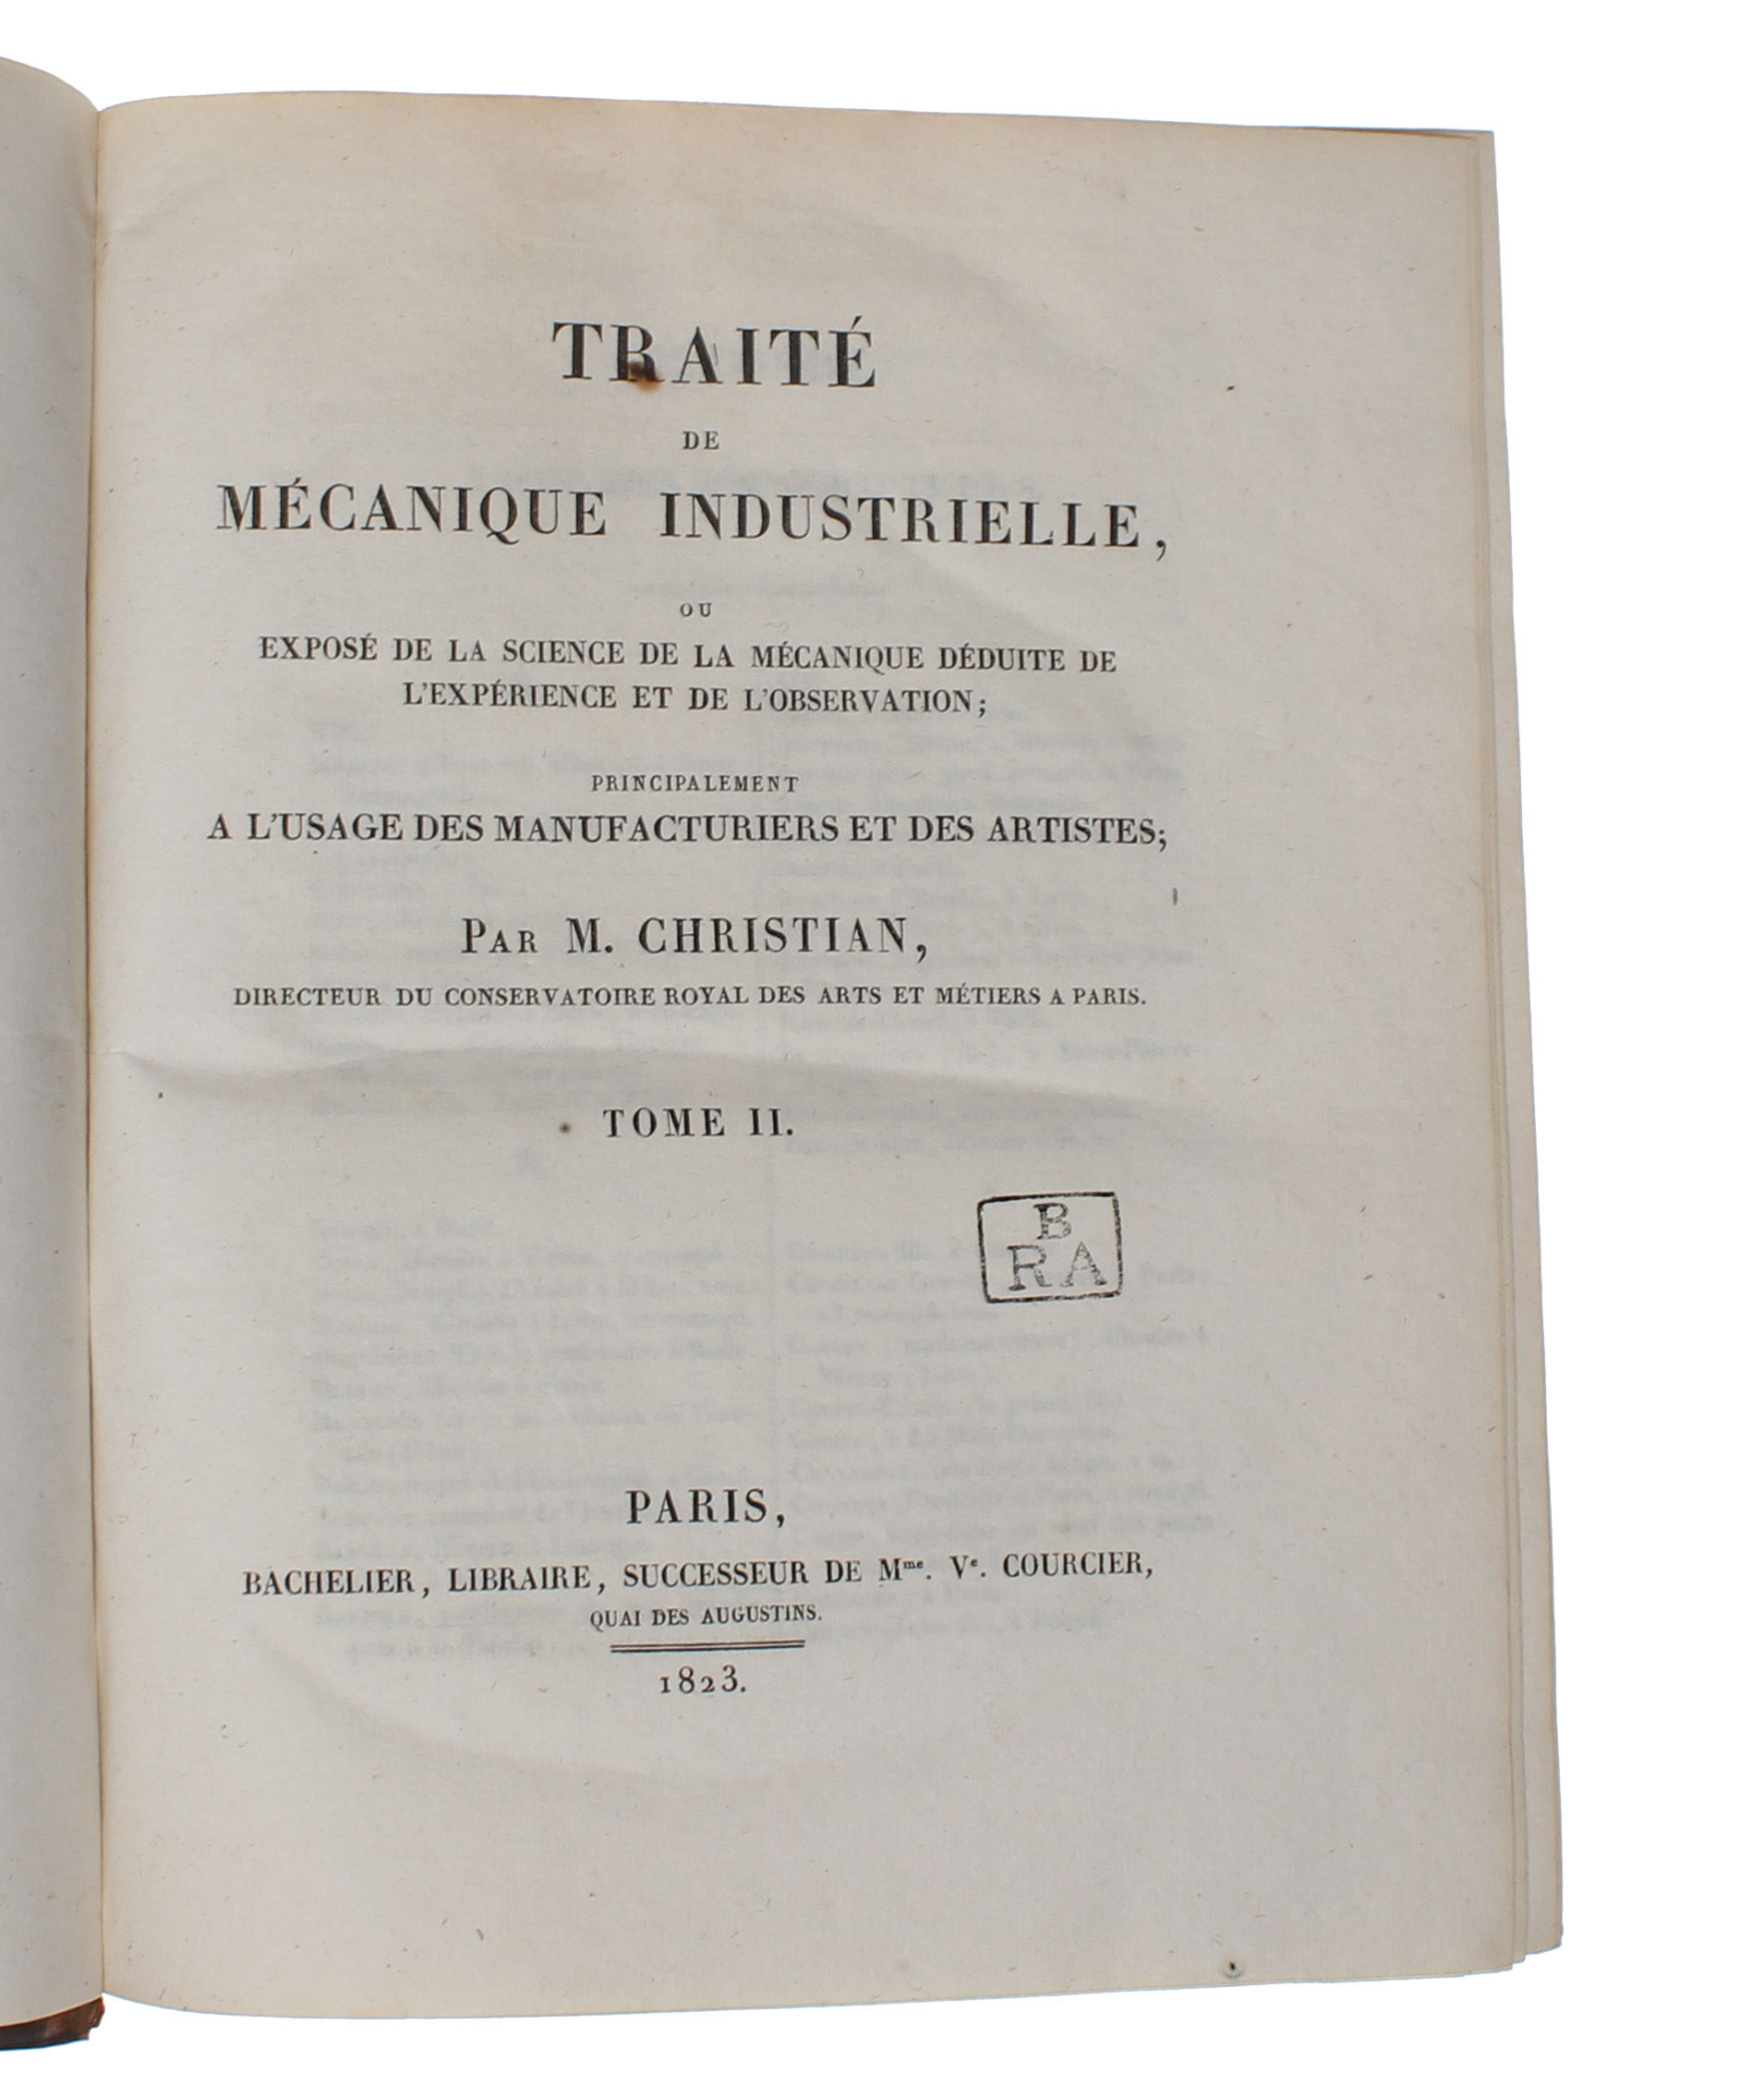 TRAITÉ
DE
MÉCANIQUE INDUSTRIELLE,
OU
EXPOSÉ DE LA SCIENCE DE LA MÉCANIQUE DÉDUITE DE
L'EXPÉRIENCE ET DE L'OBSERVATION;
PRINCIPALEMENT
A L'USAGE DES MANUFACTURIERS ET DES ARTISTES;
PAR M. CHRISTIAN,
DIRECTEUR DU CONSERVATOIRE ROYAL DES ARTS ET MÉTIERS A PARIS.
TOME II.
B
RA
PARIS,
BACHELIER, LIBRAIRE, SUCCESSEUR DE Mme. Ve. COURCIER,
QUAI DES AUGUSTINS.
1823.